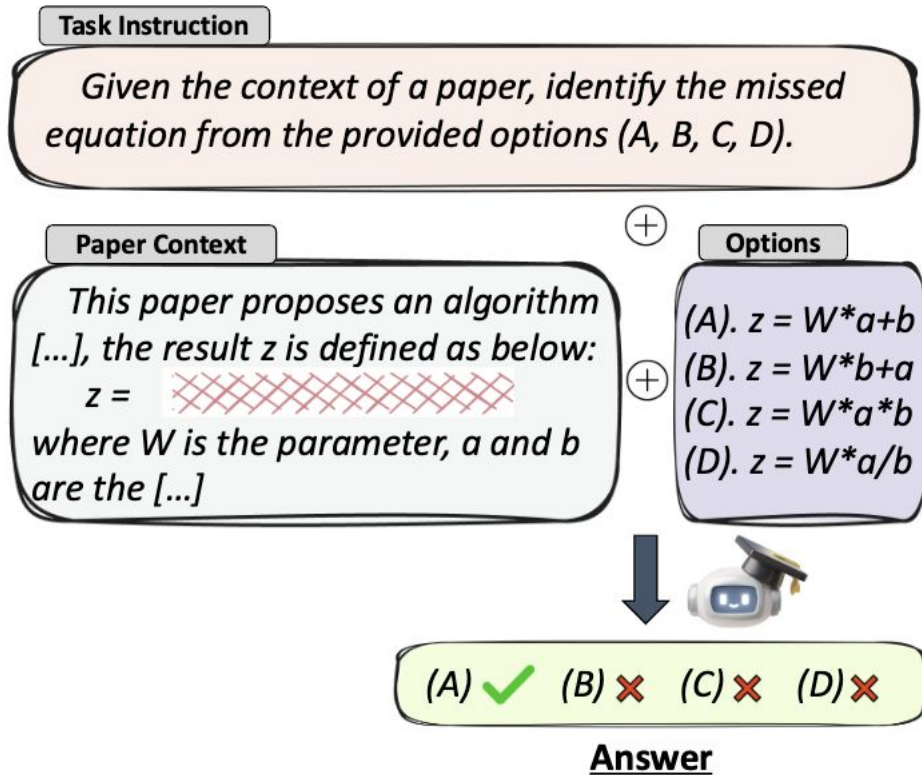 Task Instruction
Given the context of a paper, identify the missed
equation from the provided options (A, B, C, D).
Paper Context
This paper proposes an algorithm
[...], the result z is defined as below:
z =
where W is the parameter, a and b
are the [...]
Options
(A). z = W*a+b
(B). z = W*b+a
(C). z = W*a*b
(D). z = W*a/b
(A) ✓ (B) ✗ (C) ✗ (D) ✗
Answer